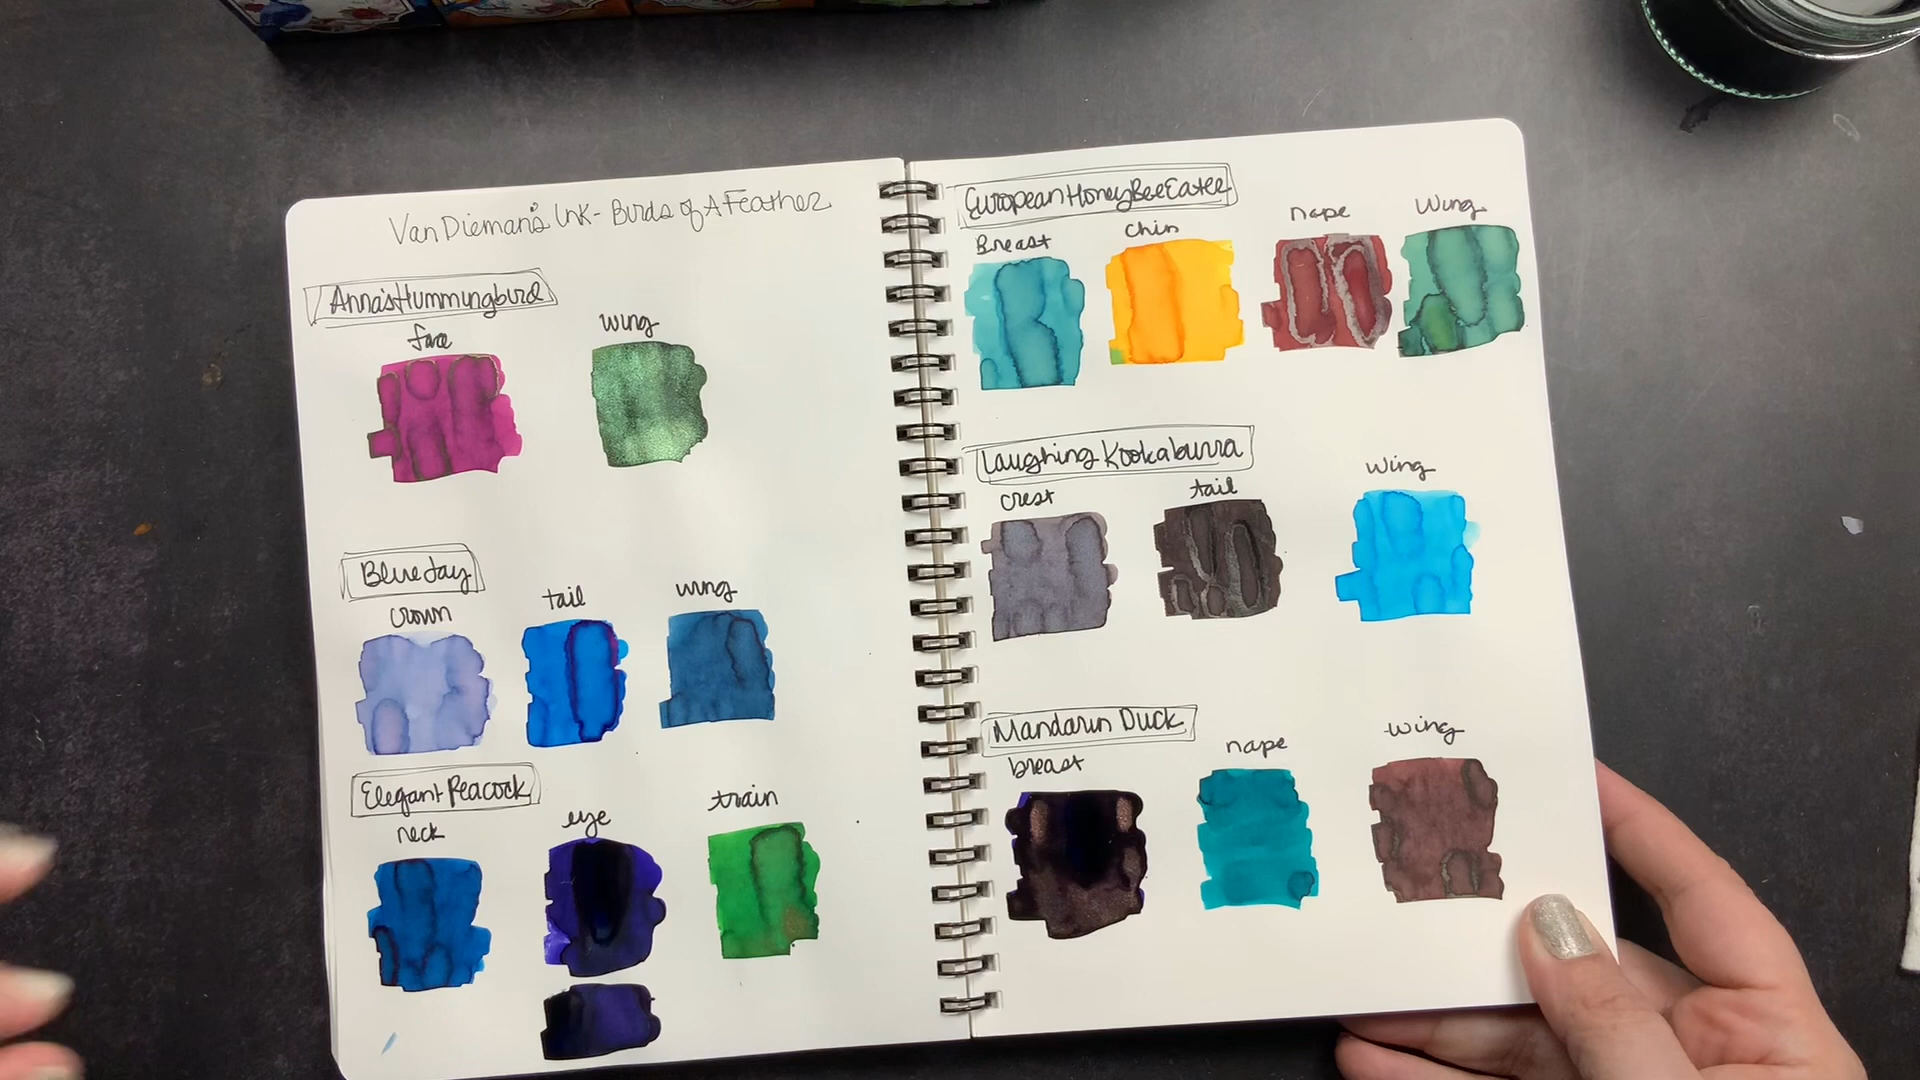 Van Dieman's Ink - Birds of A Feather
Anna's Hummingbird
face wing
Blue Jay
crown tail wing
Elegant Peacock
neck eye train
European Honey Bee Eater
Breast Chin nape Wing
Laughing Kookaburra
crest tail wing
Mandarin Duck
breast nape wing